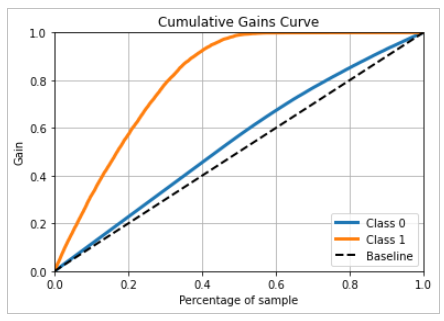 Cumulative Gains Curve
1.0
0.8
0.6
0.4
0.2
0.0
Gain
0.0 0.2 0.4 0.6 0.8 1.0
Percentage of sample
Class 0
Class 1
Baseline